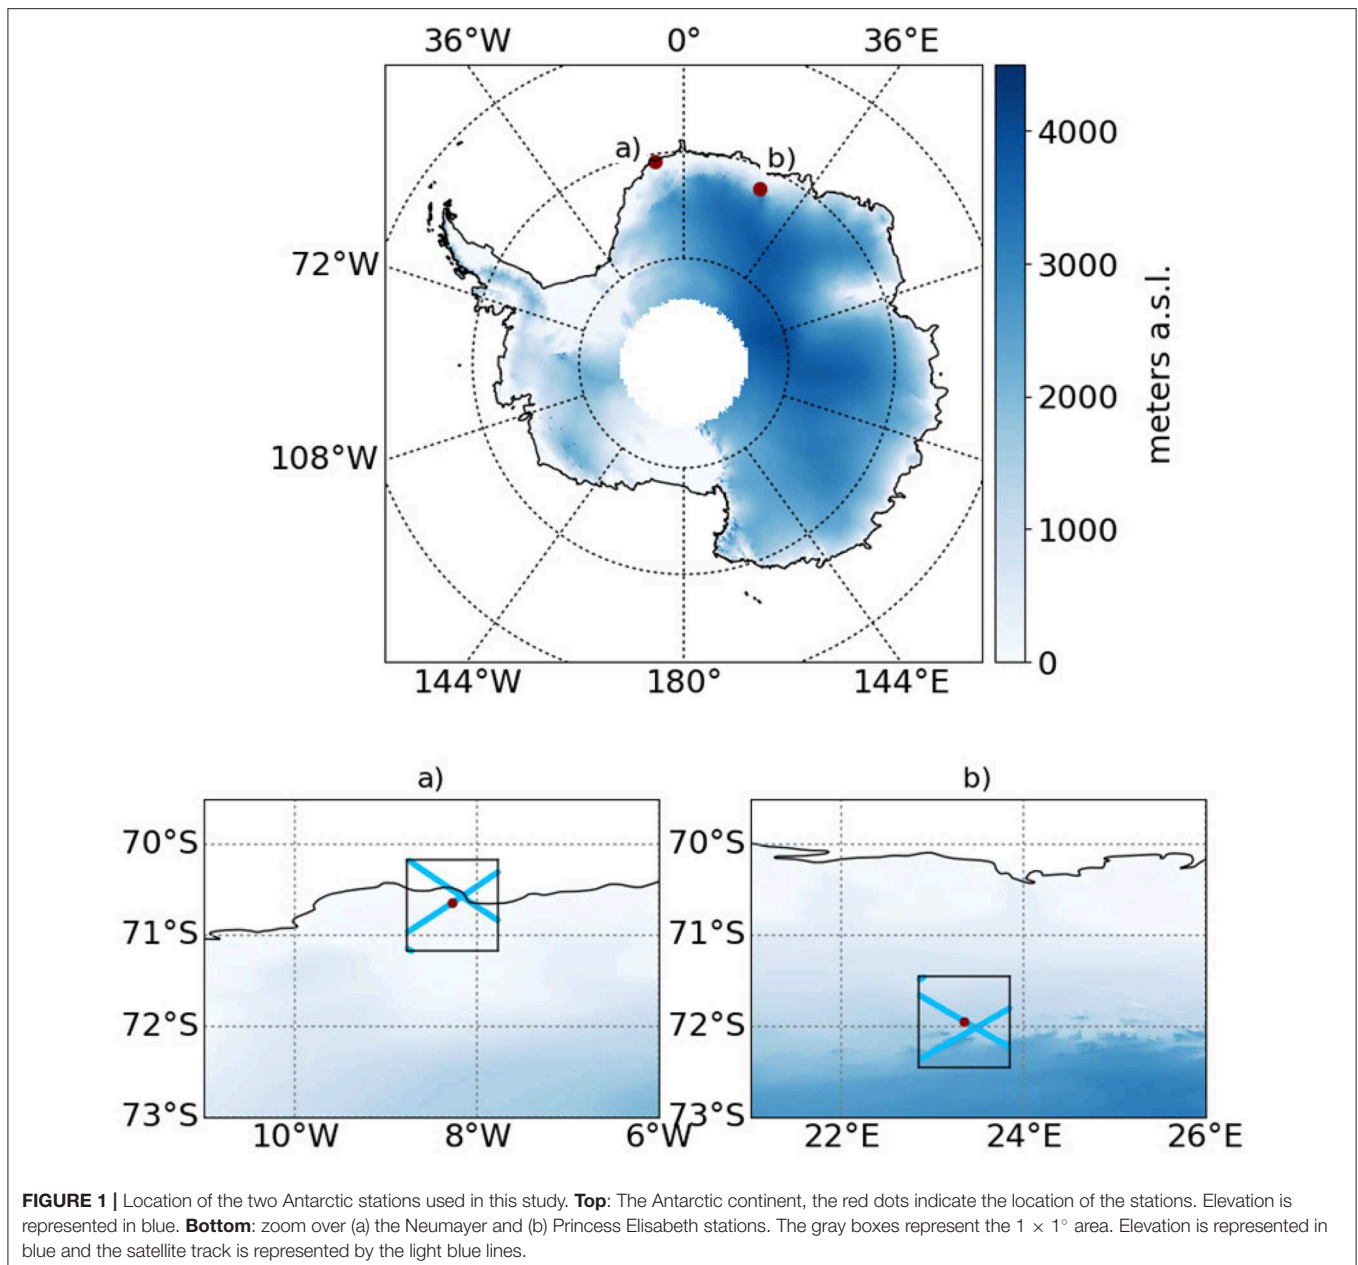 36°W 0° 36°E
a) b)
4000
3000
72°W
2000
meters a.s.l.
108°W
1000
0
144°W 180° 144°E
a) b)
70°S 70°S
71°S 71°S
72°S 72°S
73°S 73°S
10°W 8°W 6°W 22°E 24°E 26°E
FIGURE 1 | Location of the two Antarctic stations used in this study. Top: The Antarctic continent, the red dots indicate the location of the stations. Elevation is
represented in blue. Bottom: zoom over (a) the Neumayer and (b) Princess Elisabeth stations. The gray boxes represent the 1 × 1° area. Elevation is represented in
blue and the satellite track is represented by the light blue lines.